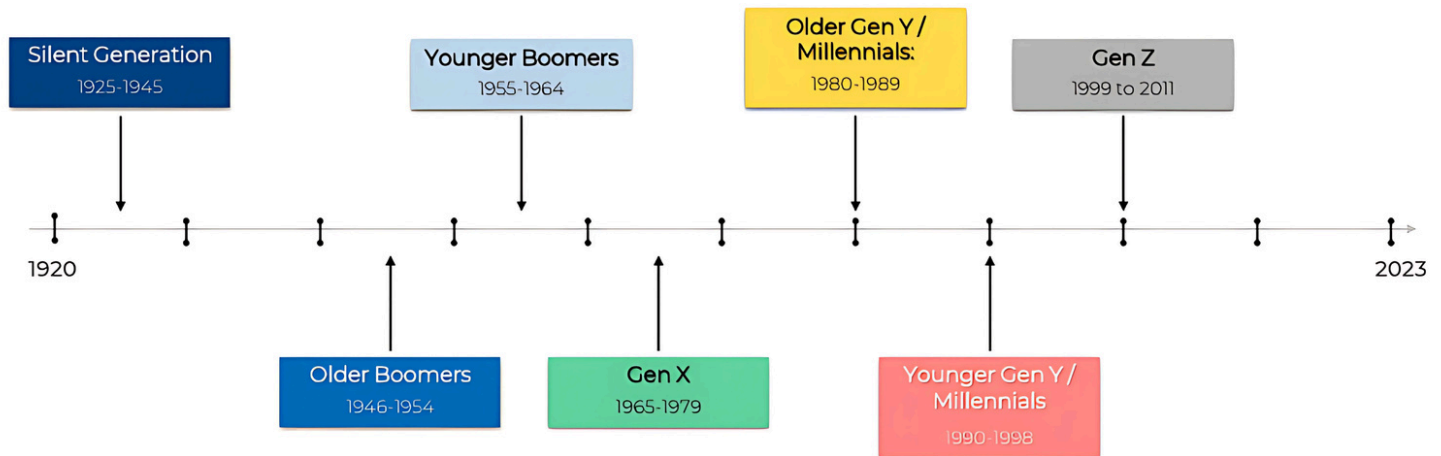 Silent Generation
1925-1945
Younger Boomers
1955-1964
Older Gen Y /
Millennials:
1980-1989
Gen Z
1999 to 2011
1920
2023
Older Boomers
1946-1954
Gen X
1965-1979
Younger Gen Y /
Millennials
1990-1998